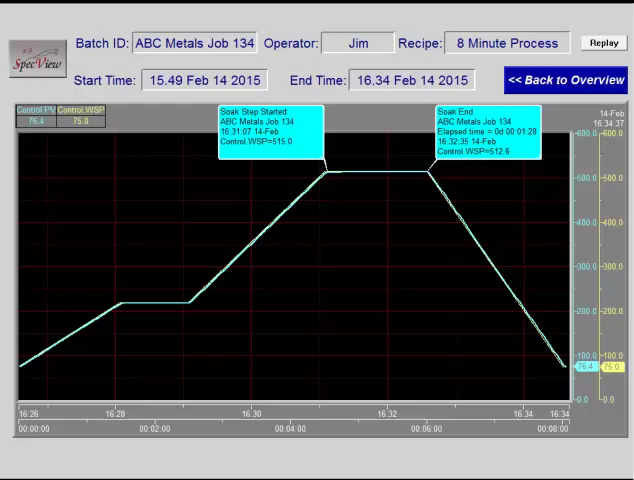 v3
SpecView
Batch ID: ABC Metals Job 134 Operator: Jim Recipe: 8 Minute Process Replay
Start Time: 15.49 Feb 14 2015 End Time: 16.34 Feb 14 2015 << Back to Overview
Control.PV Control.WSP
76.4 75.0
Soak Step Started:
ABC Metals Job 134
16:31:07 14-Feb
Control.WSP=515.0
Soak End
ABC Metals Job 134
Elapsed time = 0d 00:01:28
16:32:35 14-Feb
Control.WSP=512.6
14-Feb
16:34:37
600.0 600.0
500.0 500.0
400.0 400.0
300.0 300.0
200.0 200.0
100.0 100.0
76.4 75.0
0.0 0.0
16:26 16:28 16:30 16:32 16:34 16:34
00:00:00 00:02:00 00:04:00 00:06:00 00:08:00